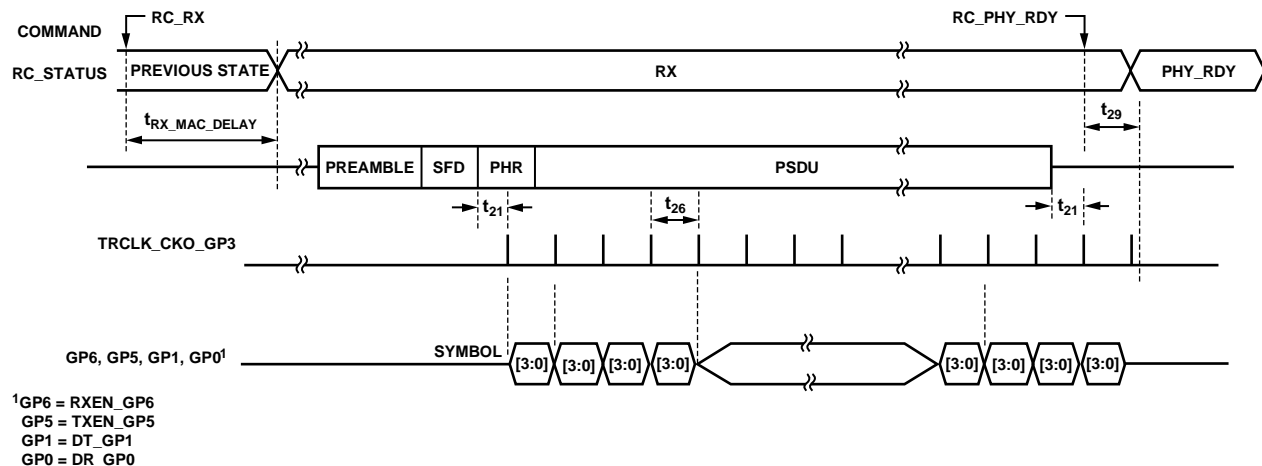 RC_RX
RC_PHY_RDY
COMMAND
RC_STATUS
PREVIOUS STATE
RX
PHY_RDY
tRX_MAC_DELAY
t29
PREAMBLE
SFD
PHR
PSDU
t21
t26
t21
TRCLK_CKO_GP3
GP6, GP5, GP1, GP0¹
SYMBOL
[3:0]
[3:0]
[3:0]
[3:0]
[3:0]
[3:0]
[3:0]
[3:0]
¹GP6 = RXEN_GP6
GP5 = TXEN_GP5
GP1 = DT_GP1
GP0 = DR_GP0